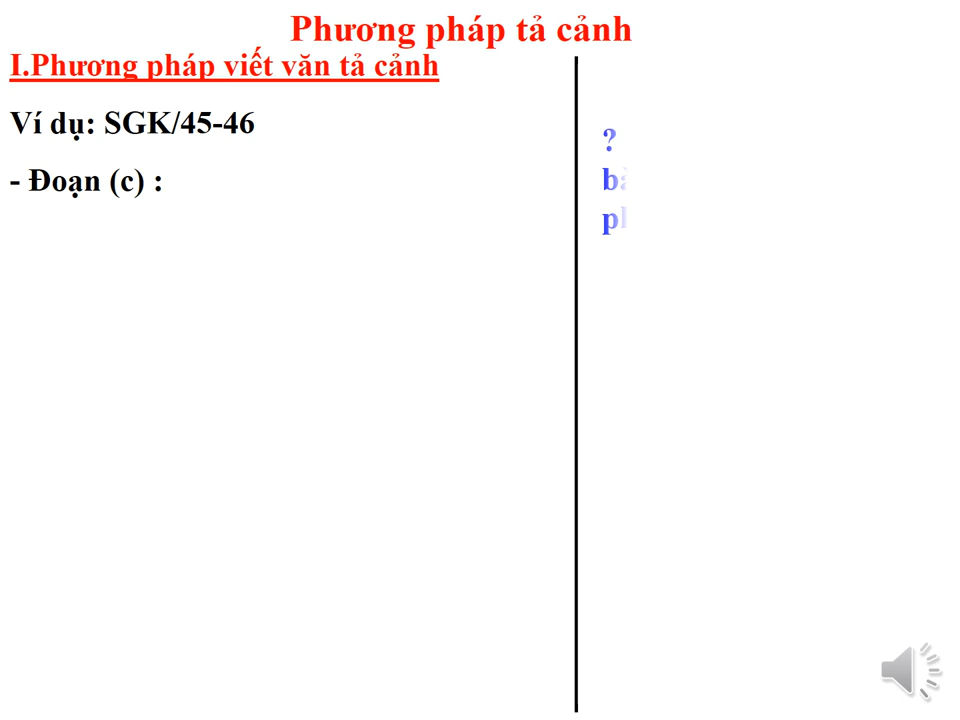 Phương pháp tả cảnh
I.Phương pháp viết văn tả cảnh
Ví dụ: SGK/45-46
- Đoạn (c) :
?